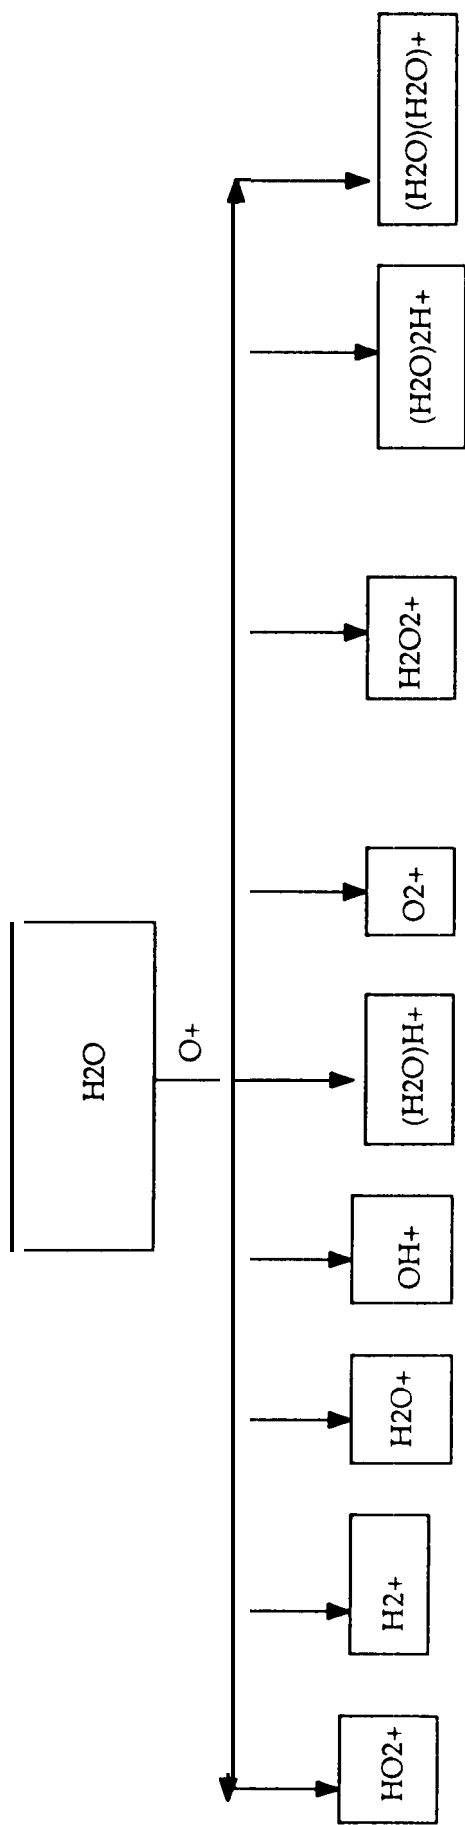 H2O
O+
HO2+
H2+
H2O+
OH+
(H2O)H+
O2+
H2O2+
(H2O)2H+
(H2O)(H2O)+